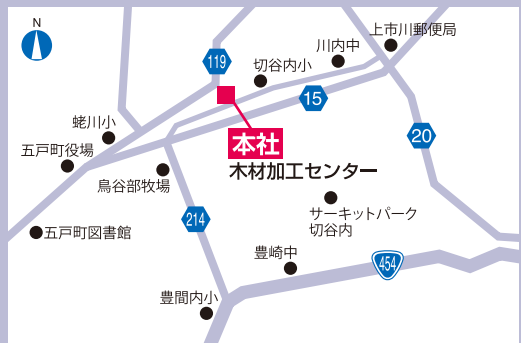 N
上市川郵便局
119
川内中
切谷内小
15
蛯川小
本社
20
五戸町役場
木材加工センター
鳥谷部牧場
サーキットパーク
切谷内
214
五戸町図書館
豊崎中
454
豊間内小